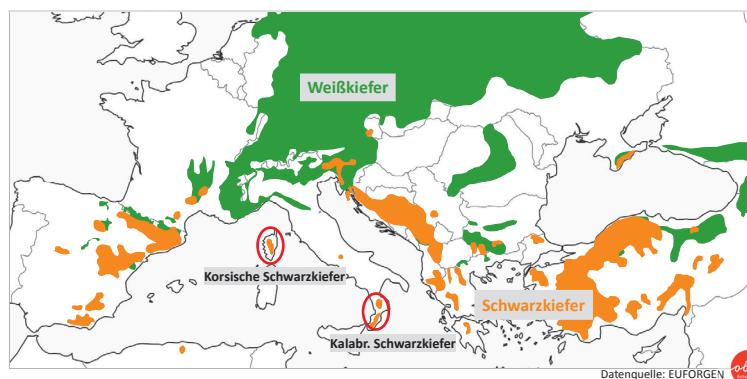 Weißkiefer
Korsische Schwarzkiefer
Schwarzkiefer
Kalabr. Schwarzkiefer
Datenquelle: EUFORGEN